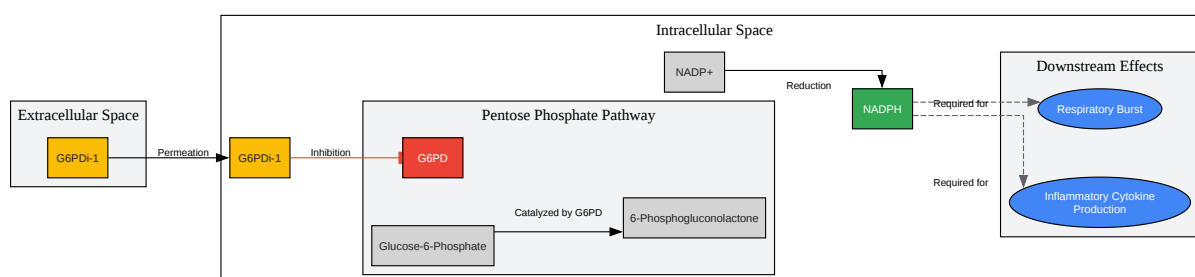 Intracellular Space
NADP+
Reduction
NADPH
Downstream Effects
Required for
Respiratory Burst
Required for
Inflammatory Cytokine
Production
Extracellular Space
G6PDi-1
Permeation
G6PDi-1
Inhibition
Pentose Phosphate Pathway
G6PD
Catalyzed by G6PD
Glucose-6-Phosphate
6-Phosphogluconolactone